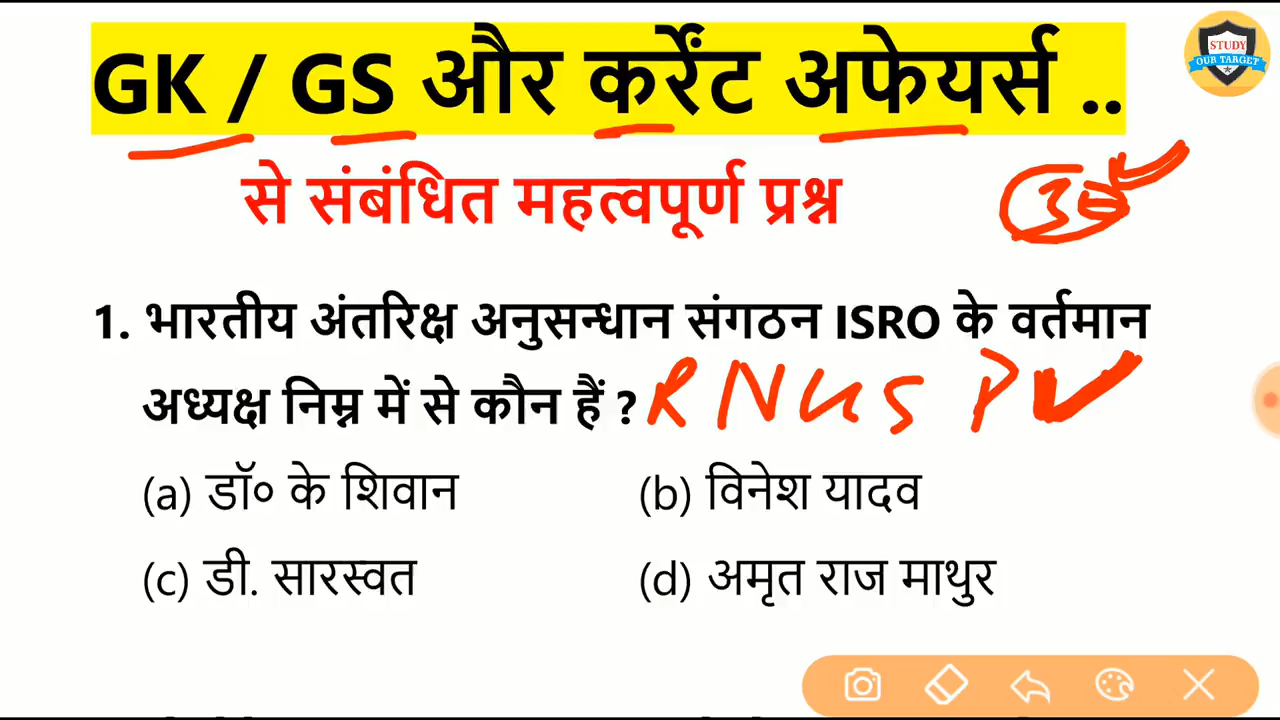 GK / GS और कर्रेंट अफेयर्स ..
STUDY
OUR TARGET
से संबंधित महत्वपूर्ण प्रश्न
1. भारतीय अंतरिक्ष अनुसन्धान संगठन ISRO के वर्तमान
अध्यक्ष निम्न में से कौन हैं ?
(a) डॉ० के शिवान (b) विनेश यादव
(c) डी. सारस्वत (d) अमृत राज माथुर